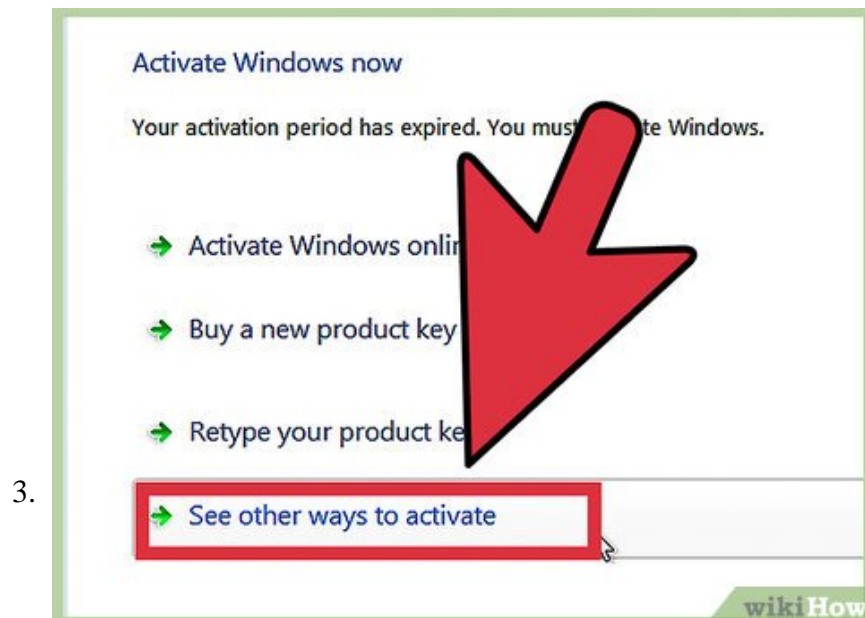 Activate Windows now
Your activation period has expired. You must te Windows.
Activate Windows onlin
Buy a new product key
Retype your product ke
3.
See other ways to activate
wikiHow